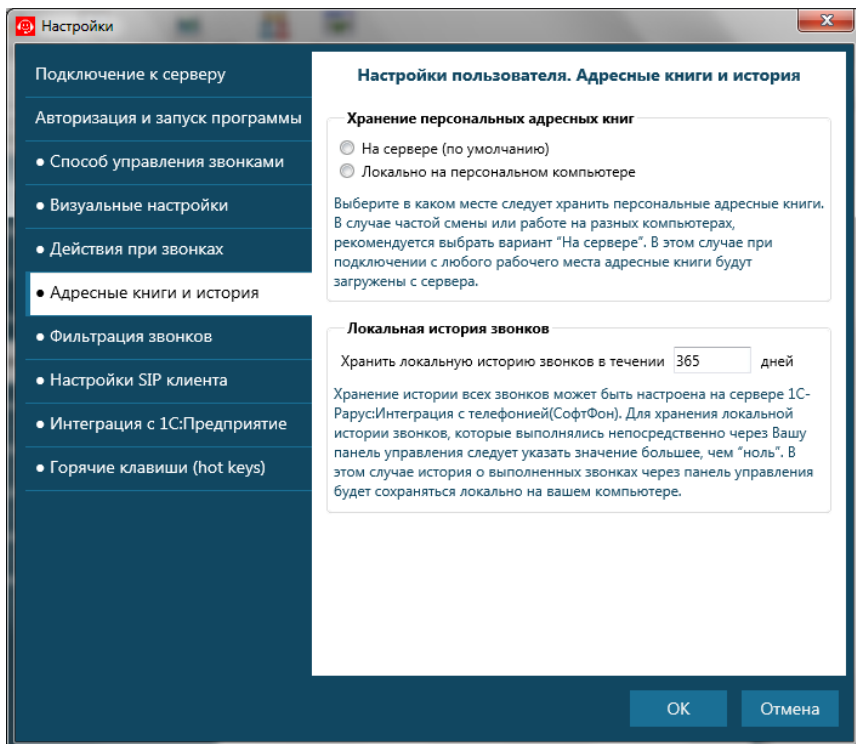 Настройки
Подключение к серверу
Авторизация и запуск программы
● Способ управления звонками
● Визуальные настройки
● Действия при звонках
● Адресные книги и история
● Фильтрация звонков
● Настройки SIP клиента
● Интеграция с 1С:Предприятие
● Горячие клавиши (hot keys)
Настройки пользователя. Адресные книги и история
Хранение персональных адресных книг
На сервере (по умолчанию)
Локально на персональном компьютере
Выберите в каком месте следует хранить персональные адресные книги.
В случае частой смены или работе на разных компьютерах,
рекомендуется выбрать вариант “На сервере”. В этом случае при
подключении с любого рабочего места адресные книги будут
загружены с сервера.
Локальная история звонков
Хранить локальную историю звонков в течении 365 дней
Хранение истории всех звонков может быть настроена на сервере 1С-
Рарус:Интеграция с телефонией(СофтФон). Для хранения локальной
истории звонков, которые выполнялись непосредственно через Вашу
панель управления следует указать значение большее, чем “ноль”. В
этом случае история о выполненных звонках через панель управления
будет сохраняться локально на вашем компьютере.
OK
Отмена